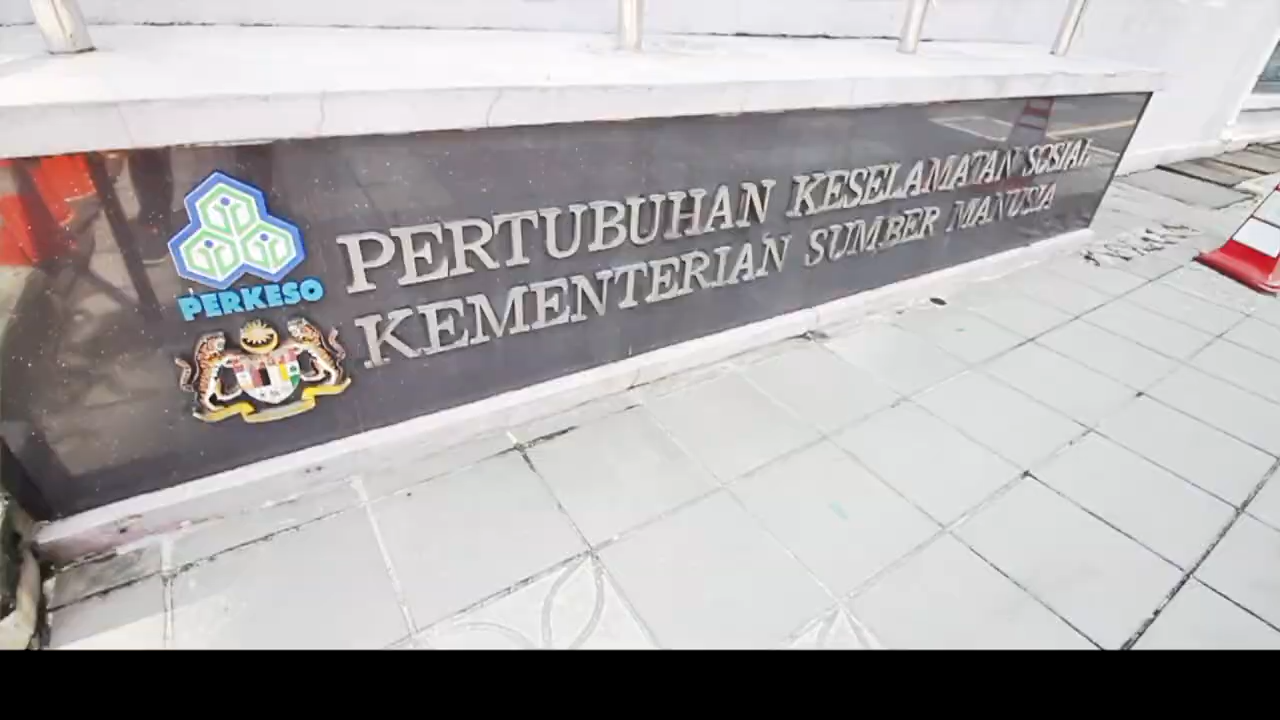 PERKESO
PERTUBUHAN KESELAMATAN SOSIAL
KEMENTERIAN SUMBER MANUSIA